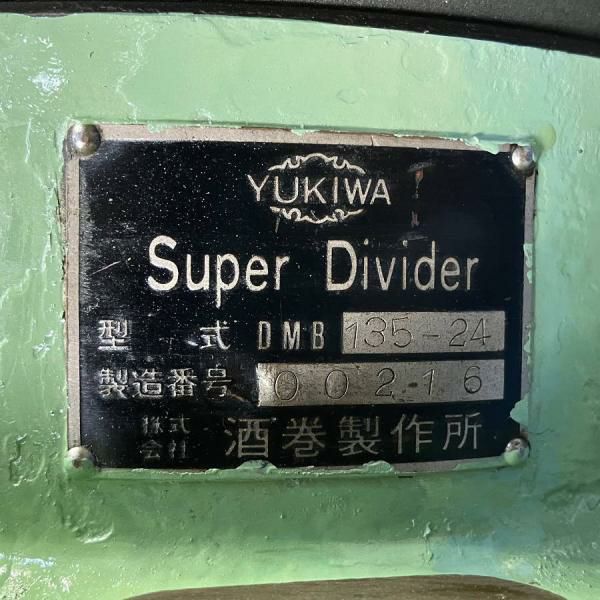 YUKIWA
Super Divider
型式 DMB 135-24
製造番号 00216
株式会社 酒巻製作所